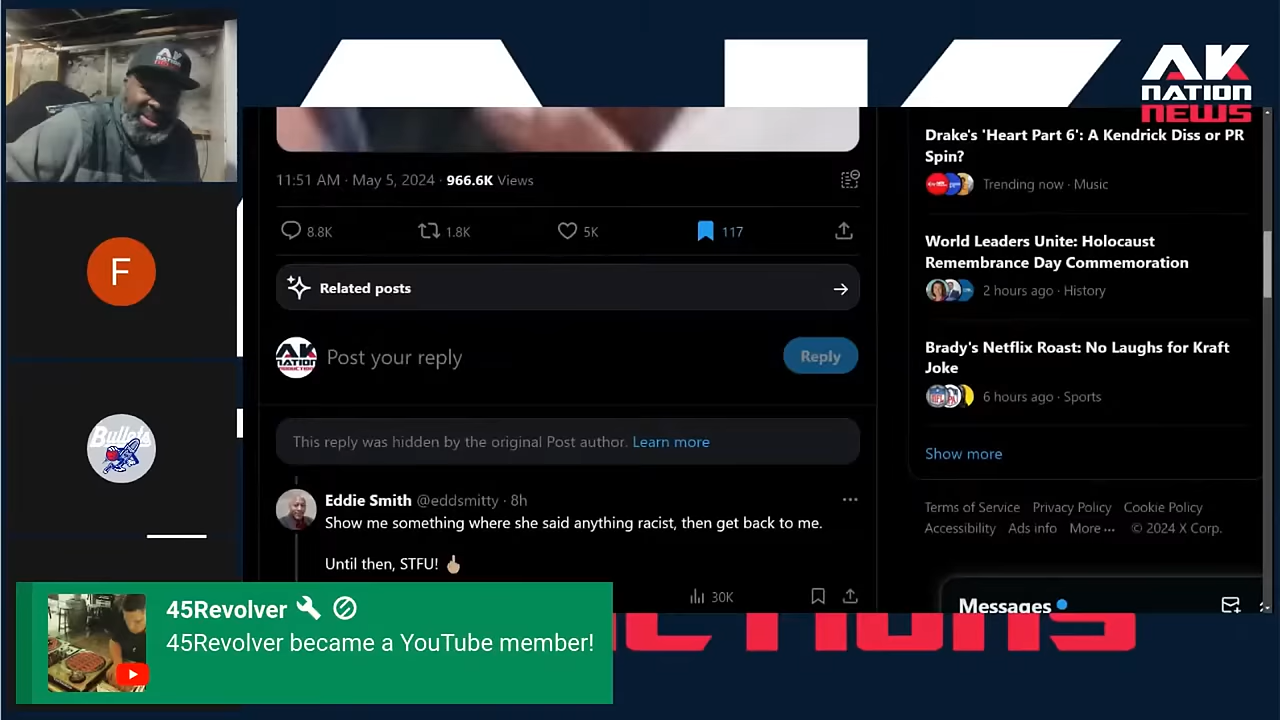 AK
NATION
NEWS
11:51 AM · May 5, 2024 · 966.6K Views
8.8K
1.8K
5K
117
Related posts
AK
NATION
PRODUCTION
Post your reply
Reply
This reply was hidden by the original Post author. Learn more
Eddie Smith @eddsmitty · 8h
Show me something where she said anything racist, then get back to me.
Until then, STFU! 🖕🏼
30K
Drake's 'Heart Part 6': A Kendrick Diss or PR
Spin?
Trending now · Music
World Leaders Unite: Holocaust
Remembrance Day Commemoration
2 hours ago · History
Brady's Netflix Roast: No Laughs for Kraft
Joke
6 hours ago · Sports
Show more
Terms of Service Privacy Policy Cookie Policy
Accessibility Ads info More ··· © 2024 X Corp.
Messages
F
Bullets
45Revolver
45Revolver became a YouTube member!